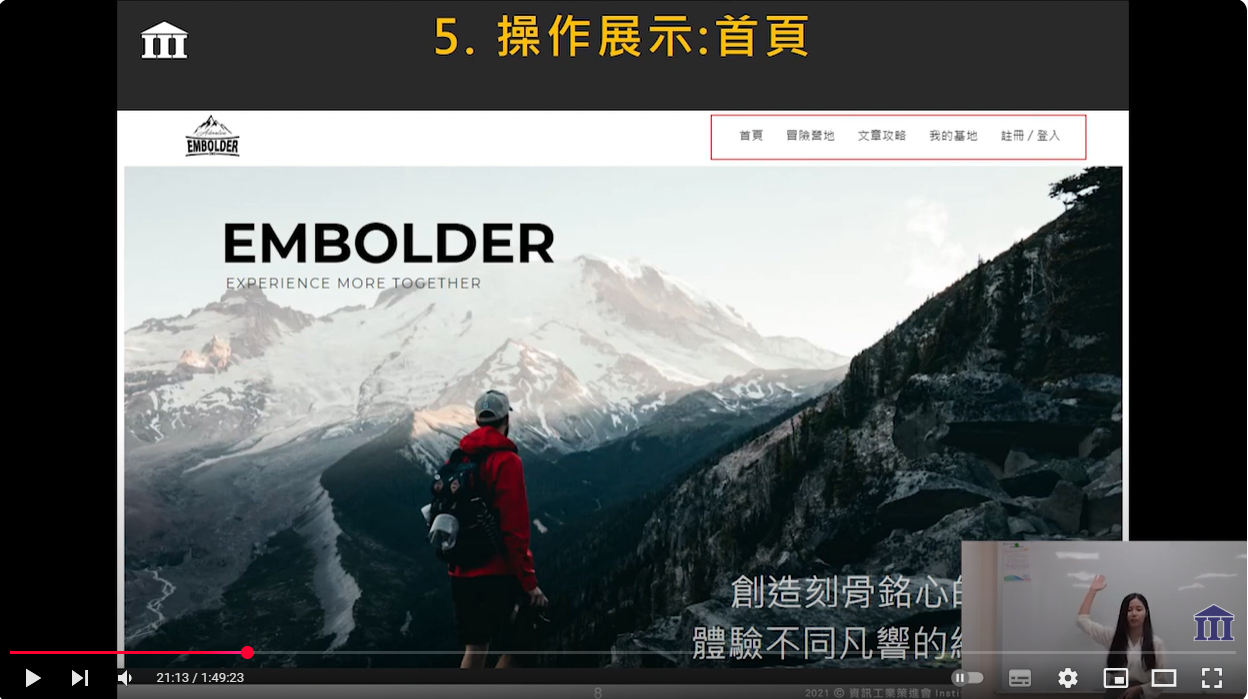 5. 操作展示:首頁
Adventure
EMBOLDER
首頁 冒險營地 文章攻略 我的基地 註冊 / 登入
EMBOLDER
EXPERIENCE MORE TOGETHER
創造刻骨銘心的
體驗不同凡響的
21:13 / 1:49:23
8
2021 © 資訊工業策進會 Insti